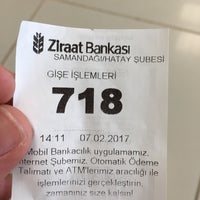 Ziraat Bankası
SAMANDAĞI/HATAY ŞUBESİ
GİŞE İŞLEMLERİ
718
14:11 07.02.2017
Mobil Bankacılık uygulamamız,
İnternet Şubemiz, Otomatik Ödeme
Talimatı ve ATM'lerimiz aracılığı ile
işlemlerinizi gerçekleştirin,
zamanınız size kalsın!